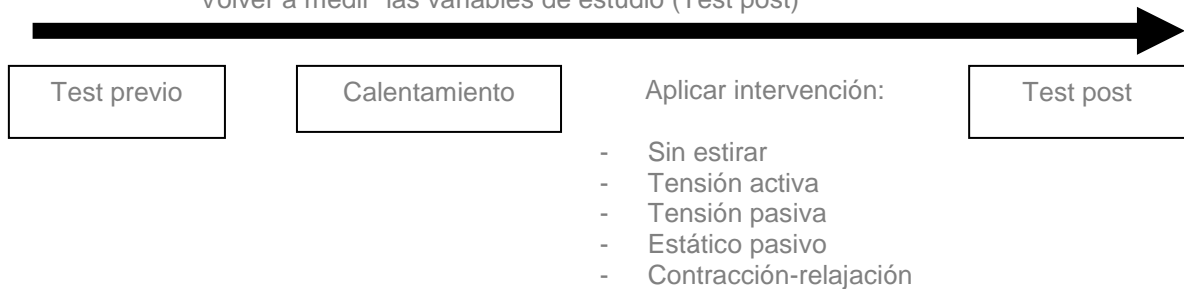 Volver a medir las variables de estudio (Test post)
Test previo
Calentamiento
Aplicar intervención:
- Sin estirar
- Tensión activa
- Tensión pasiva
- Estático pasivo
- Contracción-relajación
Test post